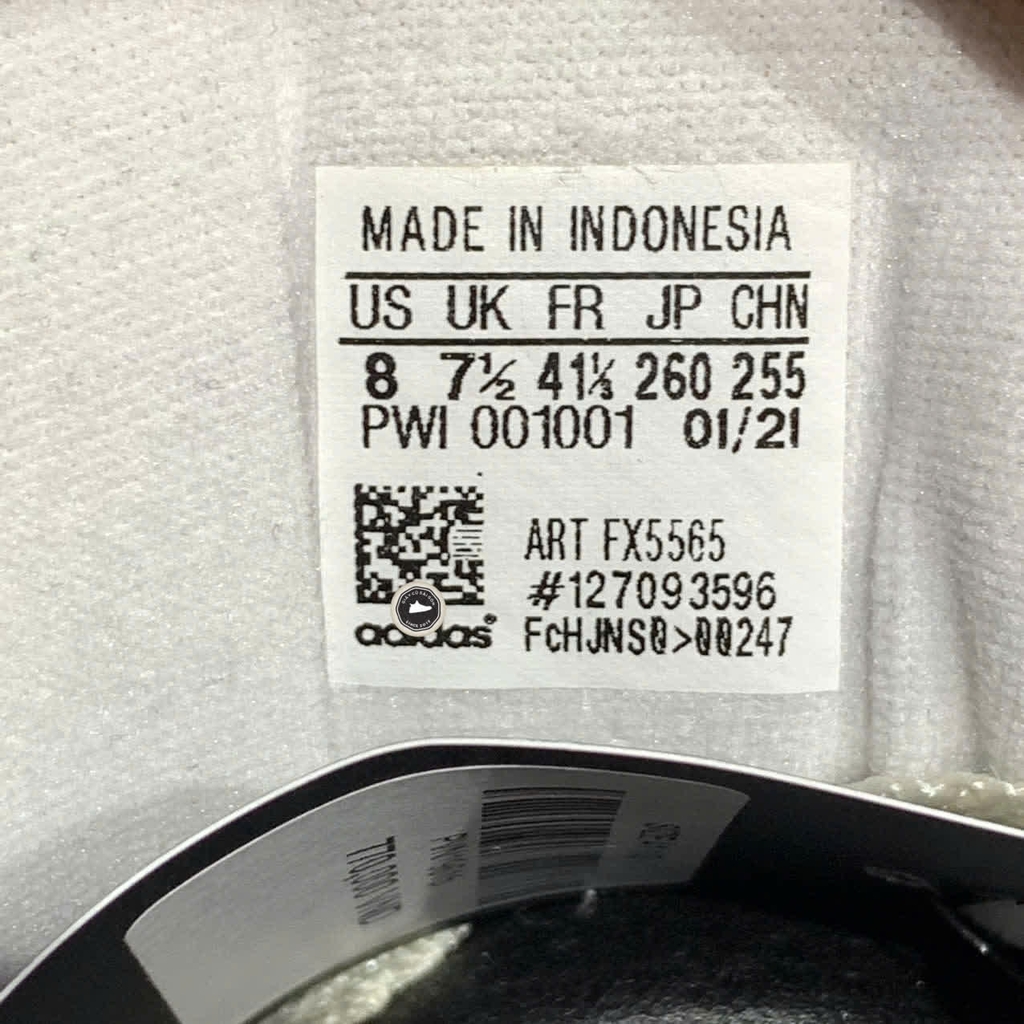 MADE IN INDONESIA
US UK FR JP CHN
8 7½ 41⅓ 260 255
PWI 001001 01/21
ART FX5565
#127093596
adidas®
FcHJNS0>00247